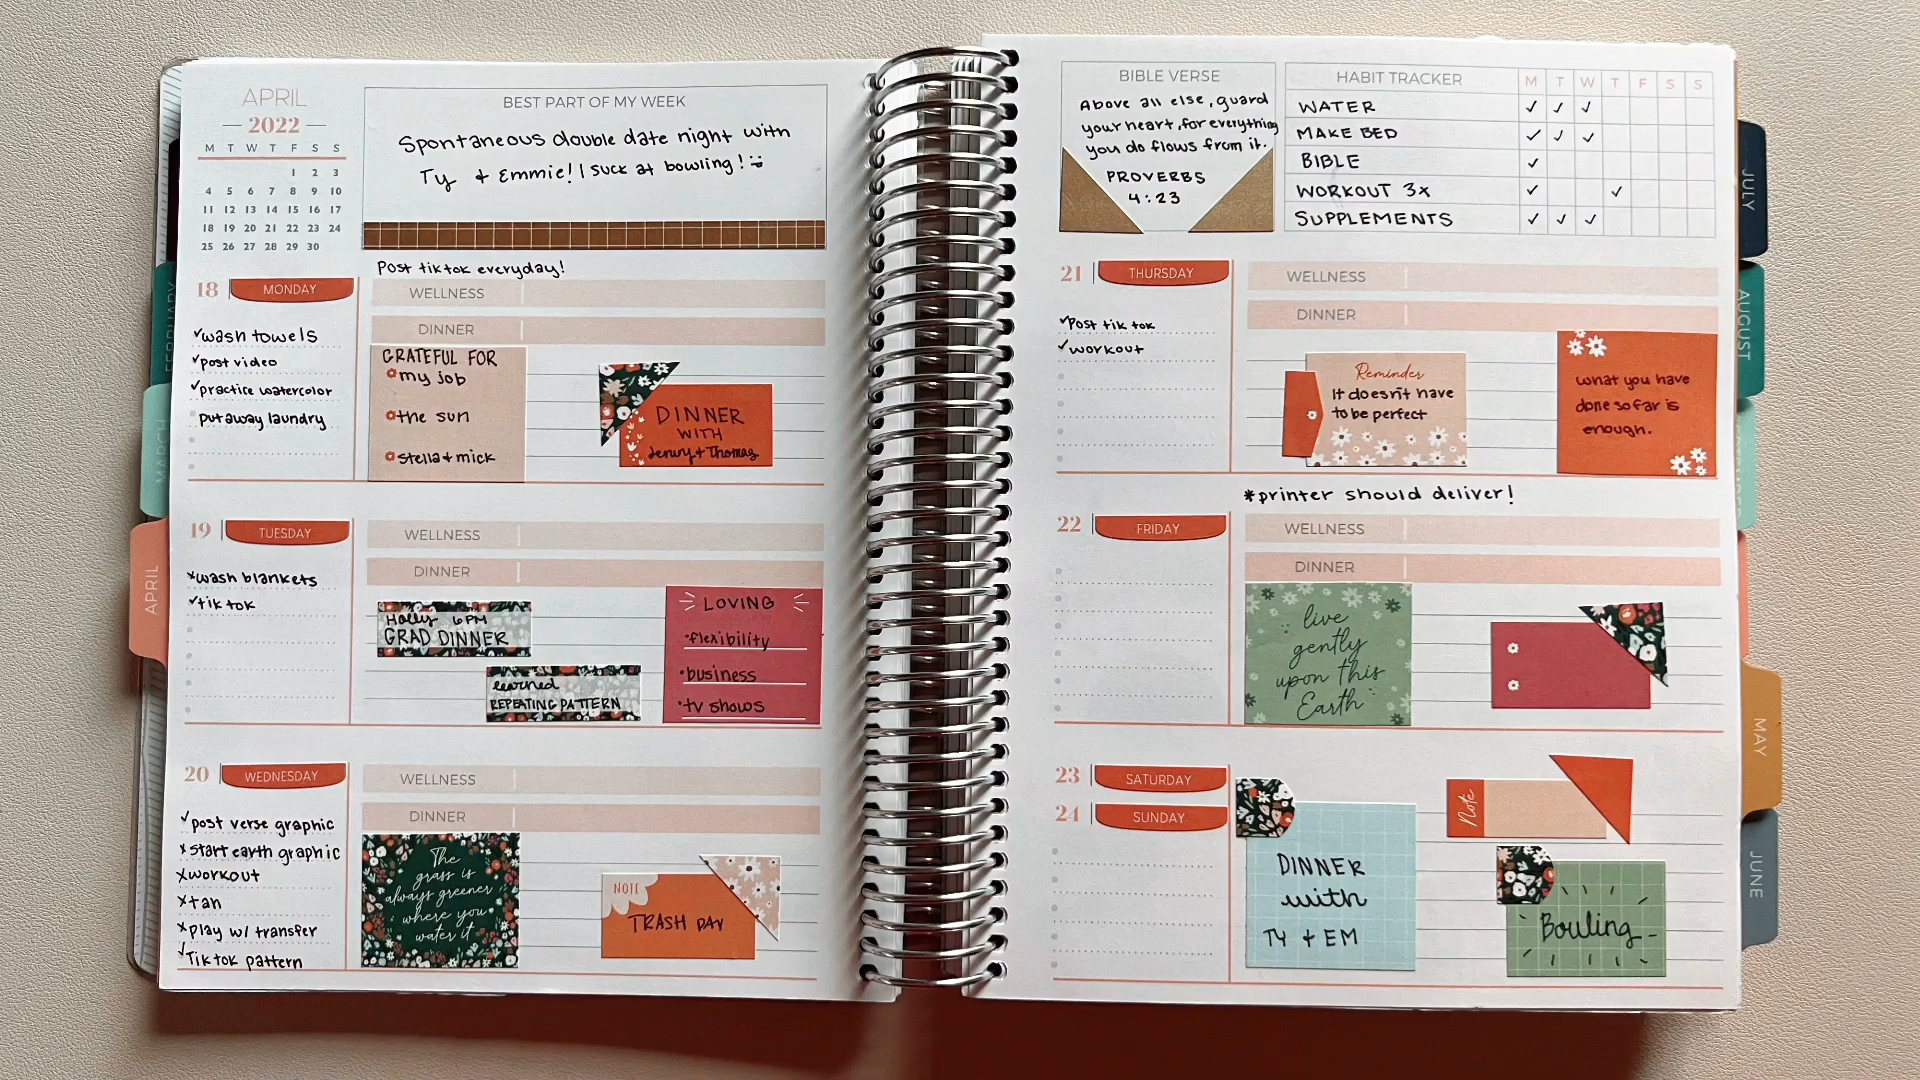 APRIL
2022
M T W T F S S
1 2 3
4 5 6 7 8 9 10
11 12 13 14 15 16 17
18 19 20 21 22 23 24
25 26 27 28 29 30
BEST PART OF MY WEEK
Spontaneous double date night with
Ty + Emmie! I suck at bowling!
Post tiktok everyday!
18 MONDAY
✓wash towels
✓post video
✓practice watercolor
put away laundry
WELLNESS
DINNER
GRATEFUL FOR
my job
the sun
stella + mick
DINNER
WITH
Jenny + Thomas
19 TUESDAY
xwash blankets
✓tiktok
WELLNESS
DINNER
Holly 6PM
GRAD DINNER
learned
REPEATING PATTERN
LOVING
•flexibility
•business
•tv shows
20 WEDNESDAY
✓post verse graphic
xstart earth graphic
xworkout
xtan
xplay w/ transfer
✓Tiktok pattern
WELLNESS
DINNER
The
grass is
always greener
where you
water it
NOTE
TRASH DAY
BIBLE VERSE
Above all else, guard
your heart, for everything
you do flows from it.
PROVERBS
4:23
HABIT TRACKER M T W T F S S
WATER ✓ ✓ ✓
MAKE BED ✓ ✓ ✓
BIBLE ✓
WORKOUT 3x ✓ ✓
SUPPLEMENTS ✓ ✓ ✓
21 THURSDAY
✓Post tik tok
✓workout
WELLNESS
DINNER
Reminder
It doesn't have
to be perfect
what you have
done so far is
enough.
*printer should deliver!
22 FRIDAY
WELLNESS
DINNER
live
gently
upon this
Earth
23 SATURDAY
24 SUNDAY
DINNER
with
TY + EM
Note
Bowling
FEBRUARY
MARCH
APRIL
JULY
AUGUST
MAY
JUNE